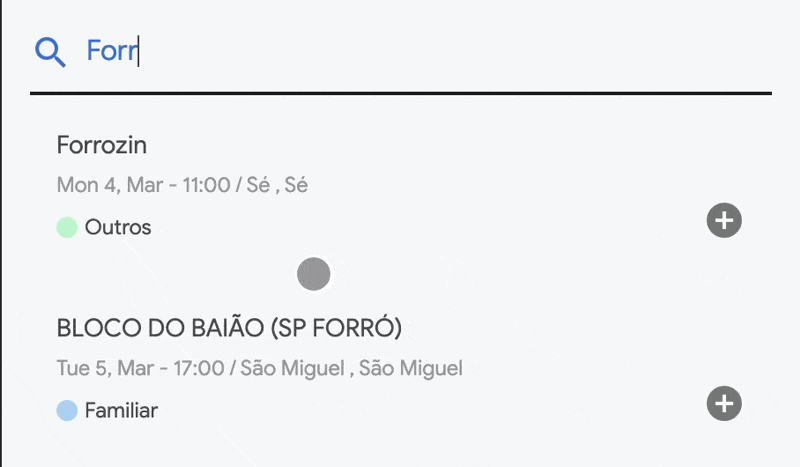 Forr
Forrozin
Mon 4, Mar - 11:00 / Sé , Sé
Outros
BLOCO DO BAIÃO (SP FORRÓ)
Tue 5, Mar - 17:00 / São Miguel , São Miguel
Familiar